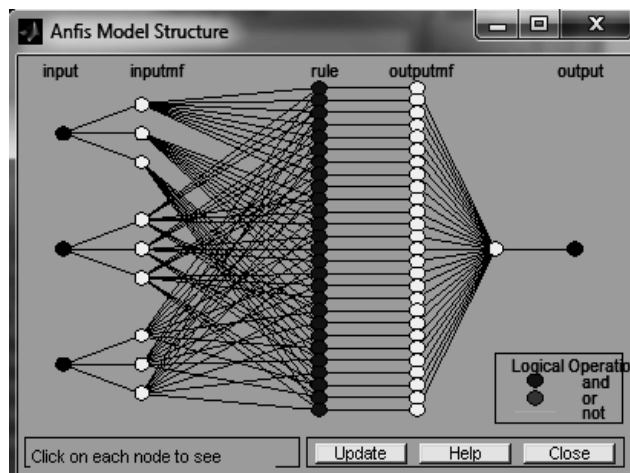 Anfis Model Structure
input inputmf rule outputmf output
Logical Operatio
and
or
not
Click on each node to see
Update Help Close